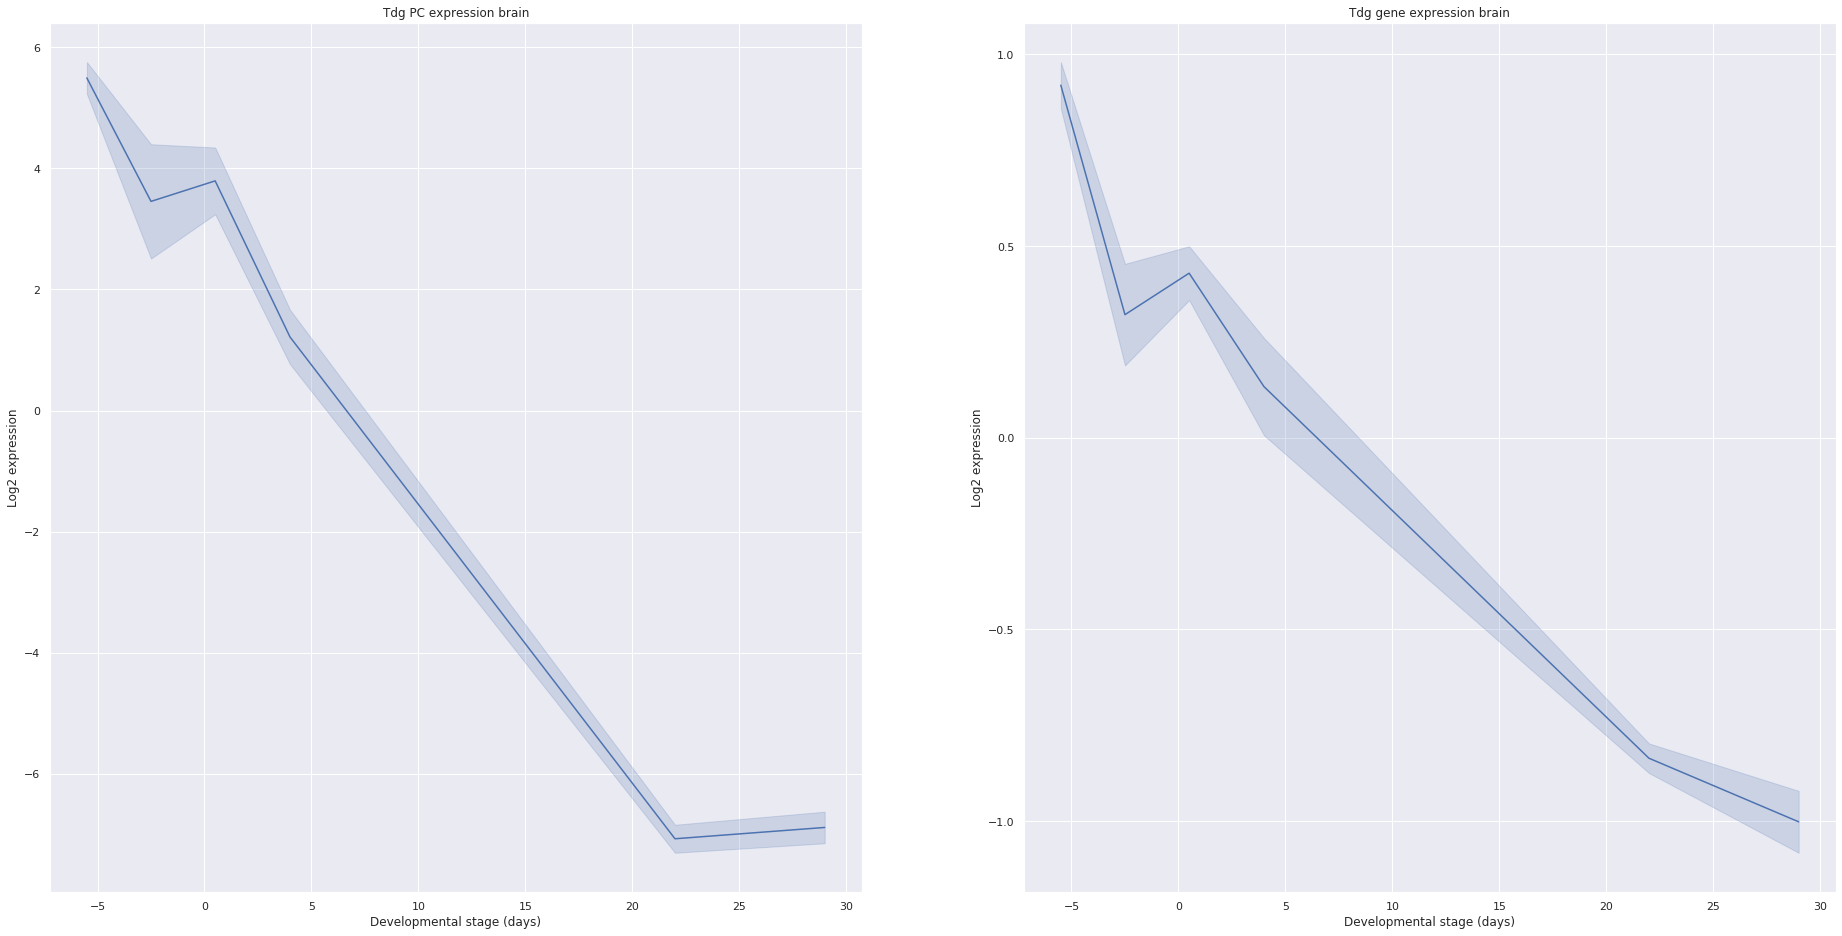 Tdg PC expression brain
6
4
2
0
−2
−4
−6
Log2 expression
−5 0 5 10 15 20 25 30
Developmental stage (days)
Tdg gene expression brain
1.0
0.5
0.0
−0.5
−1.0
Log2 expression
−5 0 5 10 15 20 25 30
Developmental stage (days)